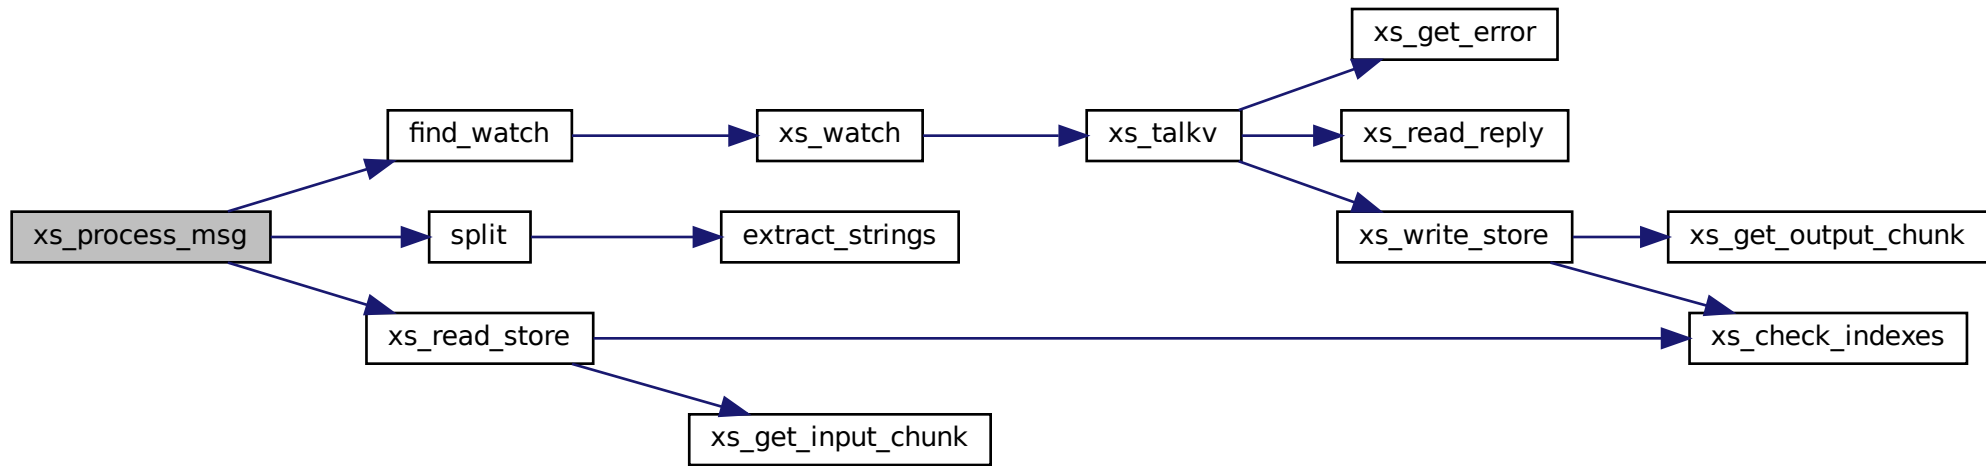 xs_get_error
find_watch
xs_watch
xs_talkv
xs_read_reply
xs_process_msg
split
extract_strings
xs_write_store
xs_get_output_chunk
xs_read_store
xs_check_indexes
xs_get_input_chunk